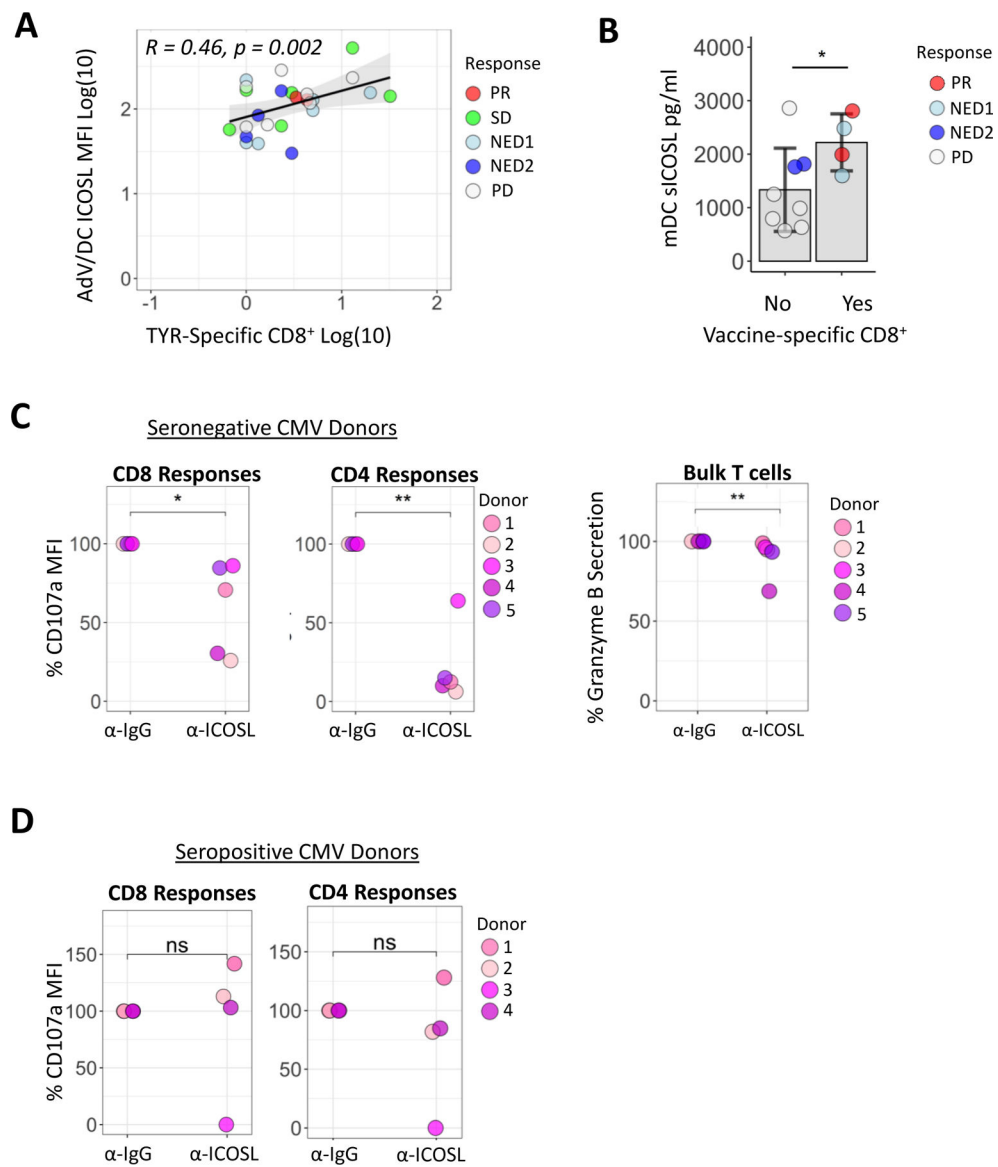 A
R = 0.46, p = 0.002
AdV/DC ICOSL MFI Log(10)
2
1
0
-1
0
1
2
TYR-Specific CD8⁺ Log(10)
Response
PR
SD
NED1
NED2
PD
B
*
mDC sICOSL pg/ml
4000
3000
2000
1000
0
No
Yes
Vaccine-specific CD8⁺
Response
PR
NED1
NED2
PD
C
Seronegative CMV Donors
CD8 Responses
*
% CD107a MFI
100
50
0
α-IgG
α-ICOSL
CD4 Responses
**
100
50
0
α-IgG
α-ICOSL
Donor
1
2
3
4
5
Bulk T cells
**
% Granzyme B Secretion
100
50
0
α-IgG
α-ICOSL
Donor
1
2
3
4
5
D
Seropositive CMV Donors
CD8 Responses
ns
% CD107a MFI
150
100
50
0
α-IgG
α-ICOSL
CD4 Responses
ns
150
100
50
0
α-IgG
α-ICOSL
Donor
1
2
3
4